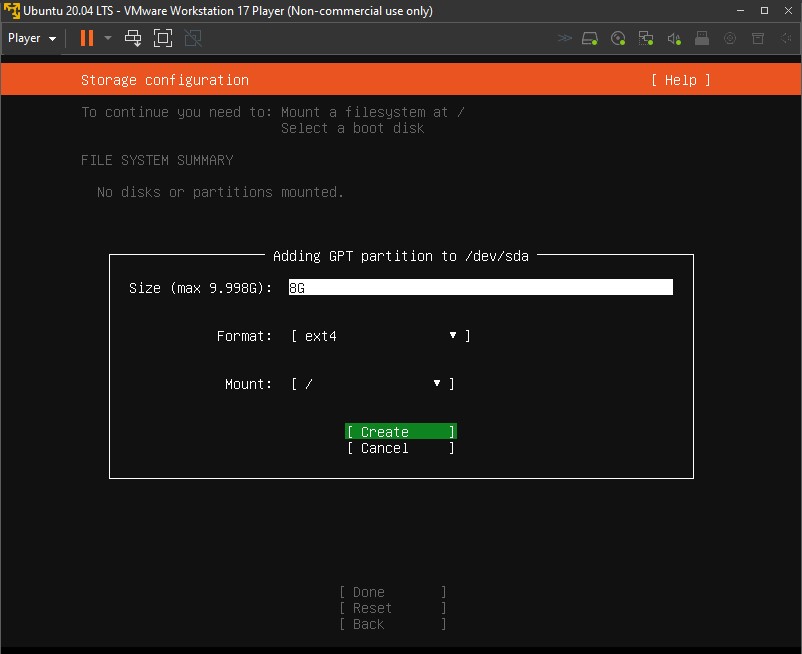 Ubuntu 20.04 LTS - VMware Workstation 17 Player (Non-commercial use only)
Player
Storage configuration [ Help ]
To continue you need to: Mount a filesystem at /
Select a boot disk
FILE SYSTEM SUMMARY
No disks or partitions mounted.
Adding GPT partition to /dev/sda
Size (max 9.998G): 8G
Format: [ ext4 ▾ ]
Mount: [ / ▾ ]
[ Create ]
[ Cancel ]
[ Done ]
[ Reset ]
[ Back ]